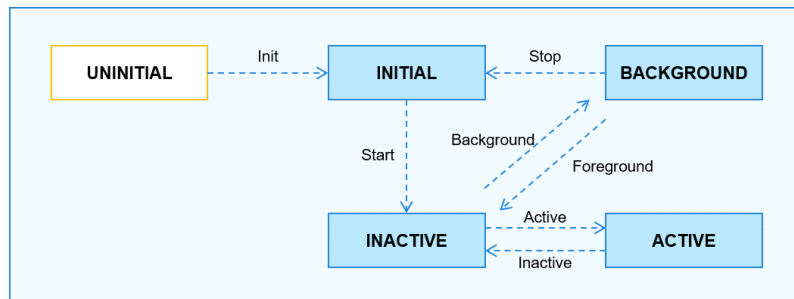 UNINITIAL
Init
INITIAL
Stop
BACKGROUND
Start
Background
Foreground
INACTIVE
Active
Inactive
ACTIVE